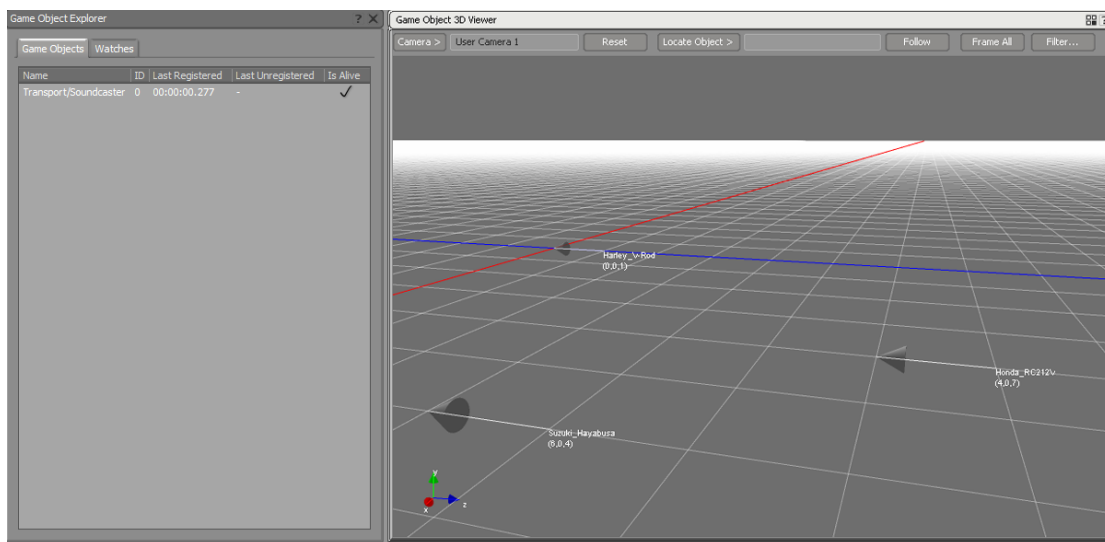 Game Object Explorer ? X
Game Objects Watches
Name ID Last Registered Last Unregistered Is Alive
Transport/Soundcaster 0 00:00:00.277 -
Game Object 3D Viewer
Camera > User Camera 1 Reset Locate Object > Follow Frame All Filter...
Harley_V-Rod
(0,0,1)
Honda_RC212V
(4,0,7)
Suzuki_Hayabusa
(6,0,4)
y
z
x